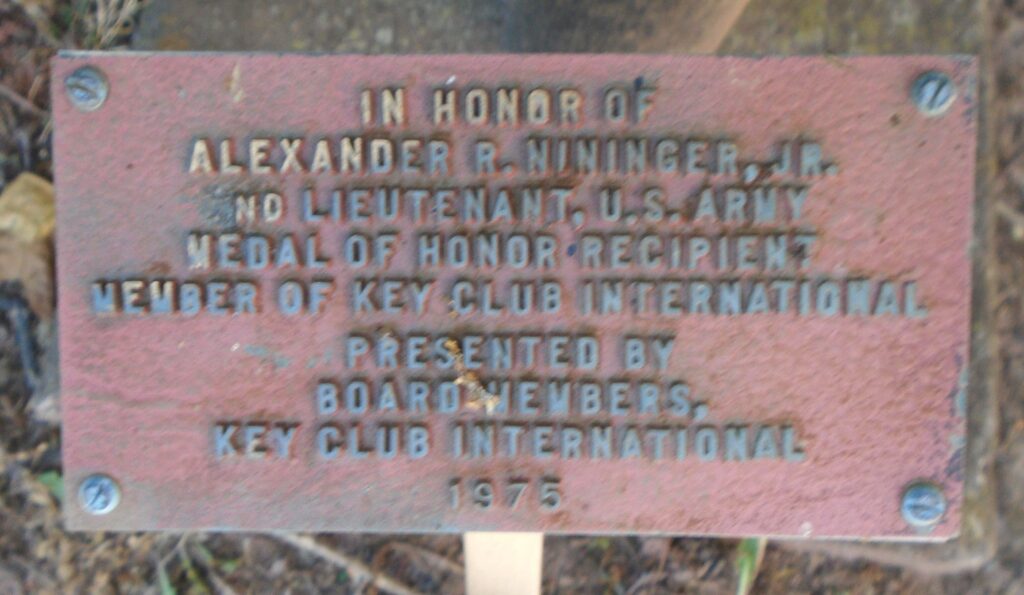 IN HONOR OF
ALEXANDER R. NININGER, JR.
ND LIEUTENANT, U.S. ARMY
MEDAL OF HONOR RECIPIENT
MEMBER OF KEY CLUB INTERNATIONAL
PRESENTED BY
BOARD MEMBERS,
KEY CLUB INTERNATIONAL
1975